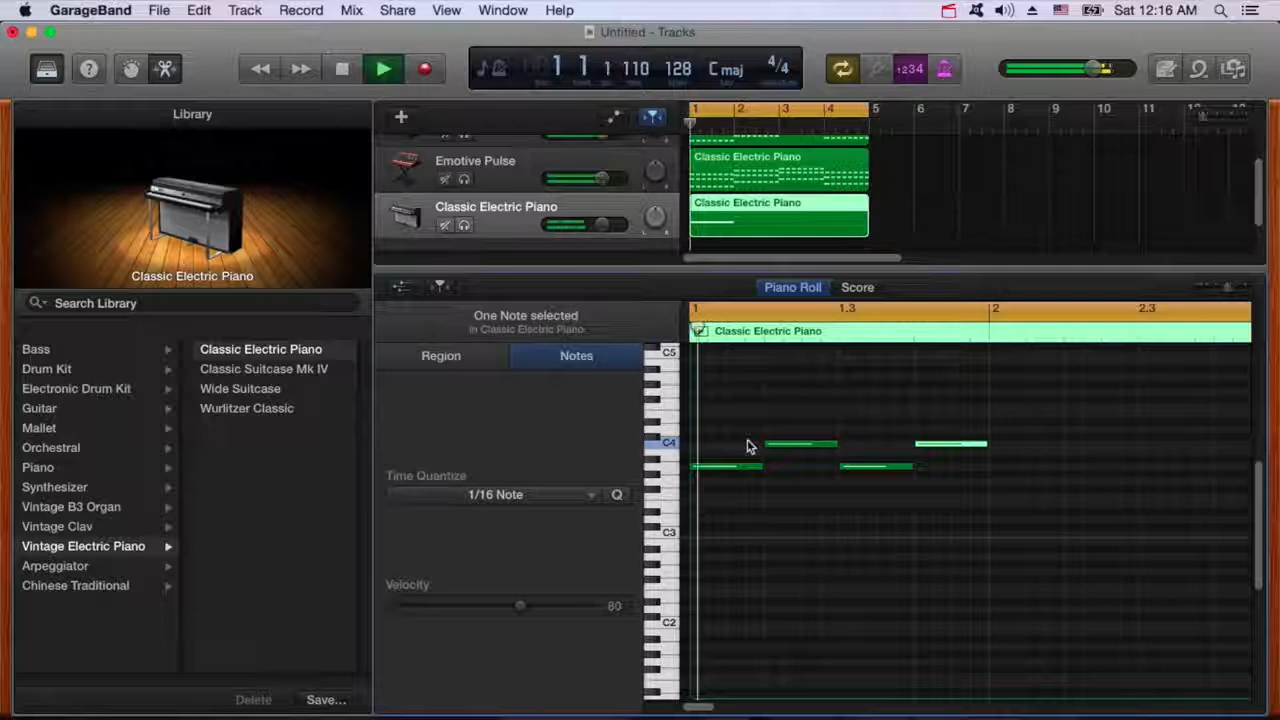 GarageBand File Edit Track Record Mix Share View Window Help Sat 12:16 AM
Untitled - Tracks
1 1 1 110 128 C maj 4/4
1234
Library
1 2 3 4 5 6 7 8 9 10 11
Classic Electric Piano
Emotive Pulse
Classic Electric Piano
Classic Electric Piano
Classic Electric Piano
L R
L R
Search Library
Piano Roll Score
One Note selected
in Classic Electric Piano
1 1.3 2 2.3
Classic Electric Piano
Region Notes
Bass
Drum Kit
Electronic Drum Kit
Guitar
Mallet
Orchestral
Piano
Synthesizer
Vintage B3 Organ
Vintage Clav
Vintage Electric Piano
Arpeggiator
Chinese Traditional
Classic Electric Piano
Classic Suitcase Mk IV
Wide Suitcase
Wurlitzer Classic
Time Quantize
1/16 Note Q
Velocity
80
C5
C4
C3
C2
Delete Save...